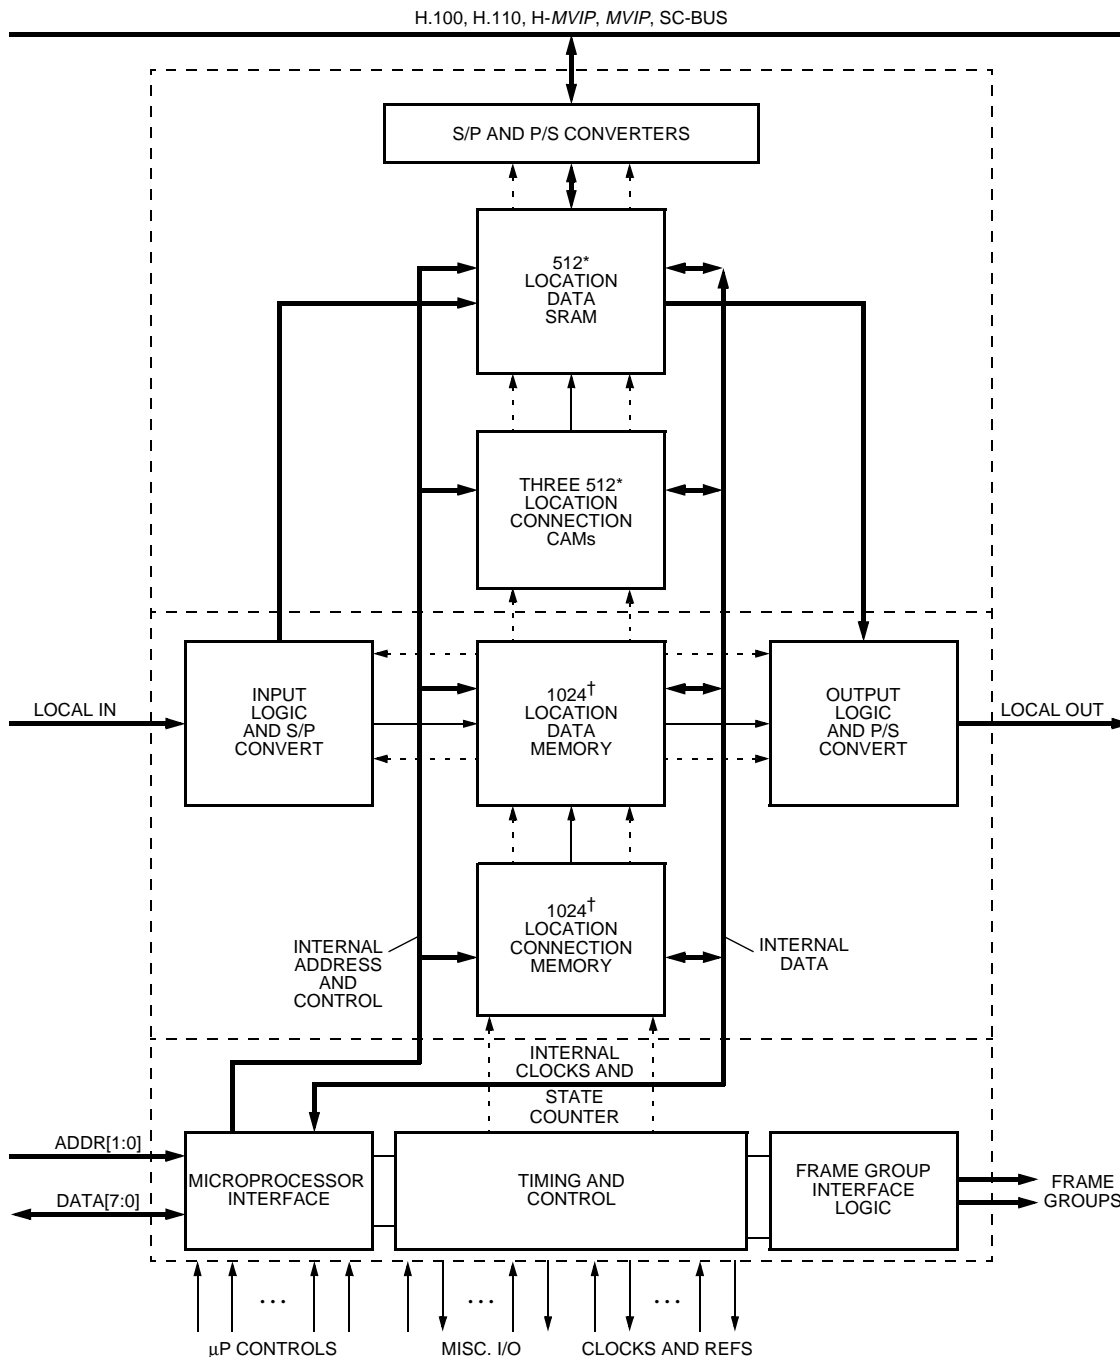 H.100, H.110, H-MVIP, MVIP, SC-BUS
S/P AND P/S CONVERTERS
512*
LOCATION
DATA
SRAM
THREE 512*
LOCATION
CONNECTION
CAMs
LOCAL IN
INPUT
LOGIC
AND S/P
CONVERT
1024†
LOCATION
DATA
MEMORY
OUTPUT
LOGIC
AND P/S
CONVERT
LOCAL OUT
1024†
LOCATION
CONNECTION
MEMORY
INTERNAL
ADDRESS
AND
CONTROL
INTERNAL
DATA
INTERNAL
CLOCKS AND
STATE
COUNTER
ADDR[1:0]
DATA[7:0]
MICROPROCESSOR
INTERFACE
TIMING AND
CONTROL
FRAME GROUP
INTERFACE
LOGIC
FRAME
GROUPS
... ... ...
µP CONTROLS
MISC. I/O
CLOCKS AND REFS